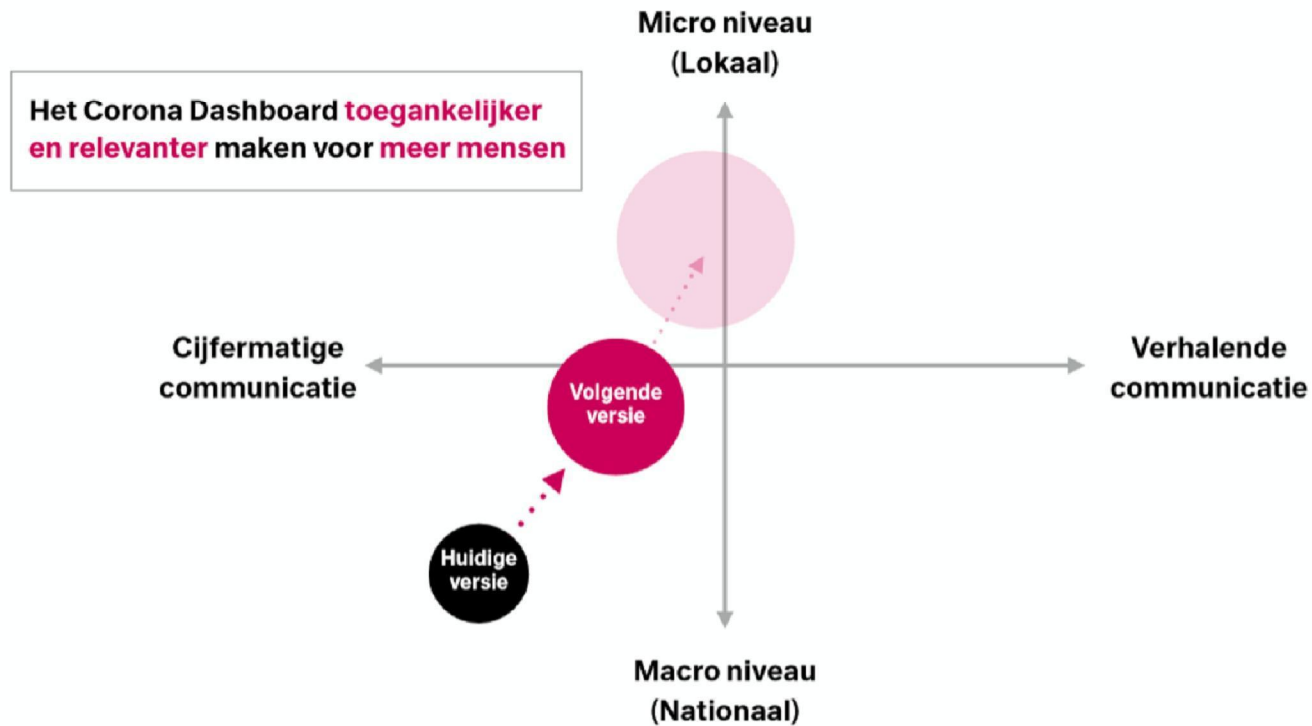 Micro niveau
(Lokaal)
Het Corona Dashboard toegankelijker
en relevanter maken voor meer mensen
Cijfermatige
communicatie
Verhalende
communicatie
Volgende
versie
Huidige
versie
Macro niveau
(Nationaal)